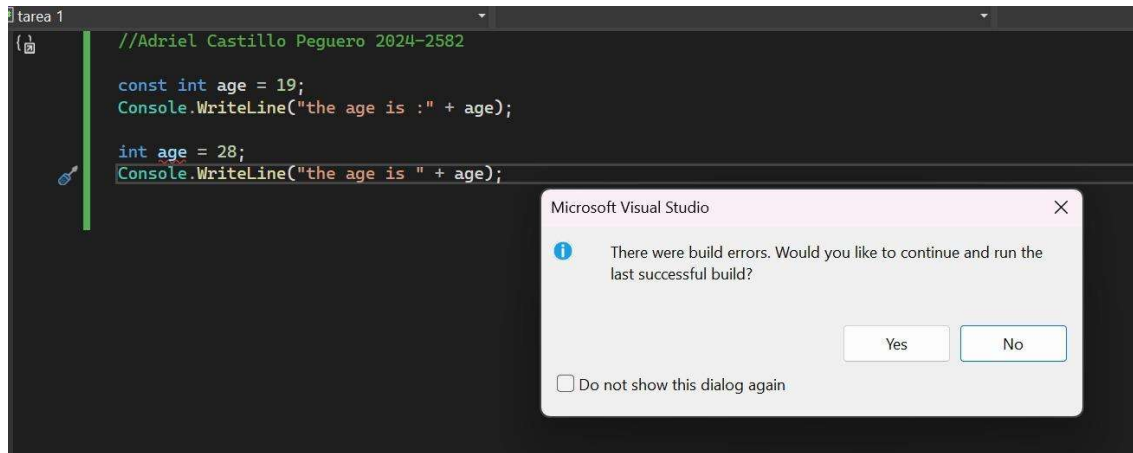 tarea 1
//Adriel Castillo Peguero 2024-2582
const int age = 19;
Console.WriteLine("the age is :" + age);
int age = 28;
Console.WriteLine("the age is " + age);
Microsoft Visual Studio
There were build errors. Would you like to continue and run the
last successful build?
Yes No
Do not show this dialog again